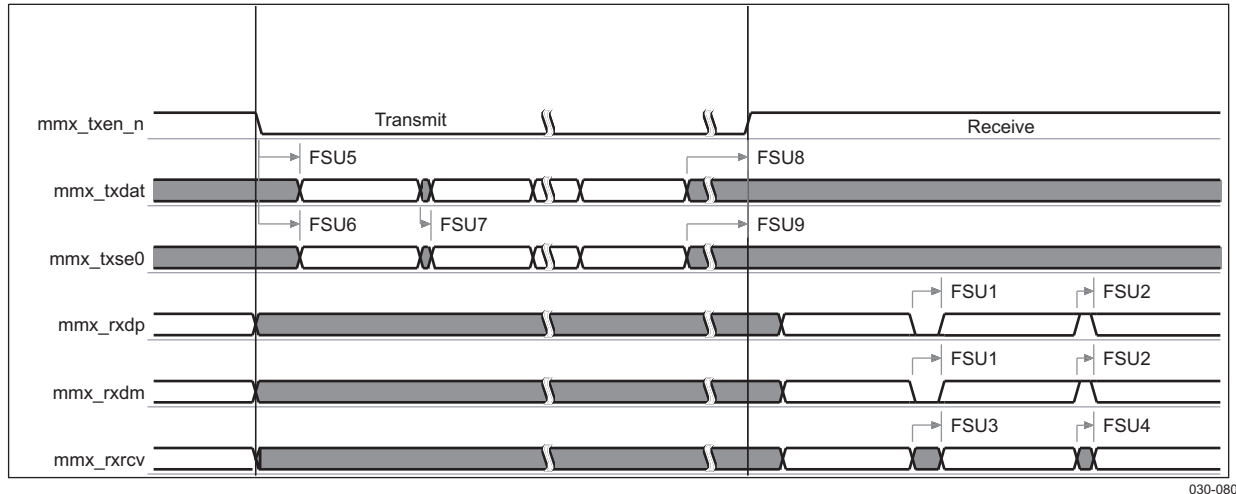 mmx_txen_n Transmit Receive
FSU5 FSU8
mmx_txdat
FSU6 FSU7 FSU9
mmx_txse0
FSU1 FSU2
mmx_rxdp
FSU1 FSU2
mmx_rxdm
FSU3 FSU4
mmx_rxrcv
030-080